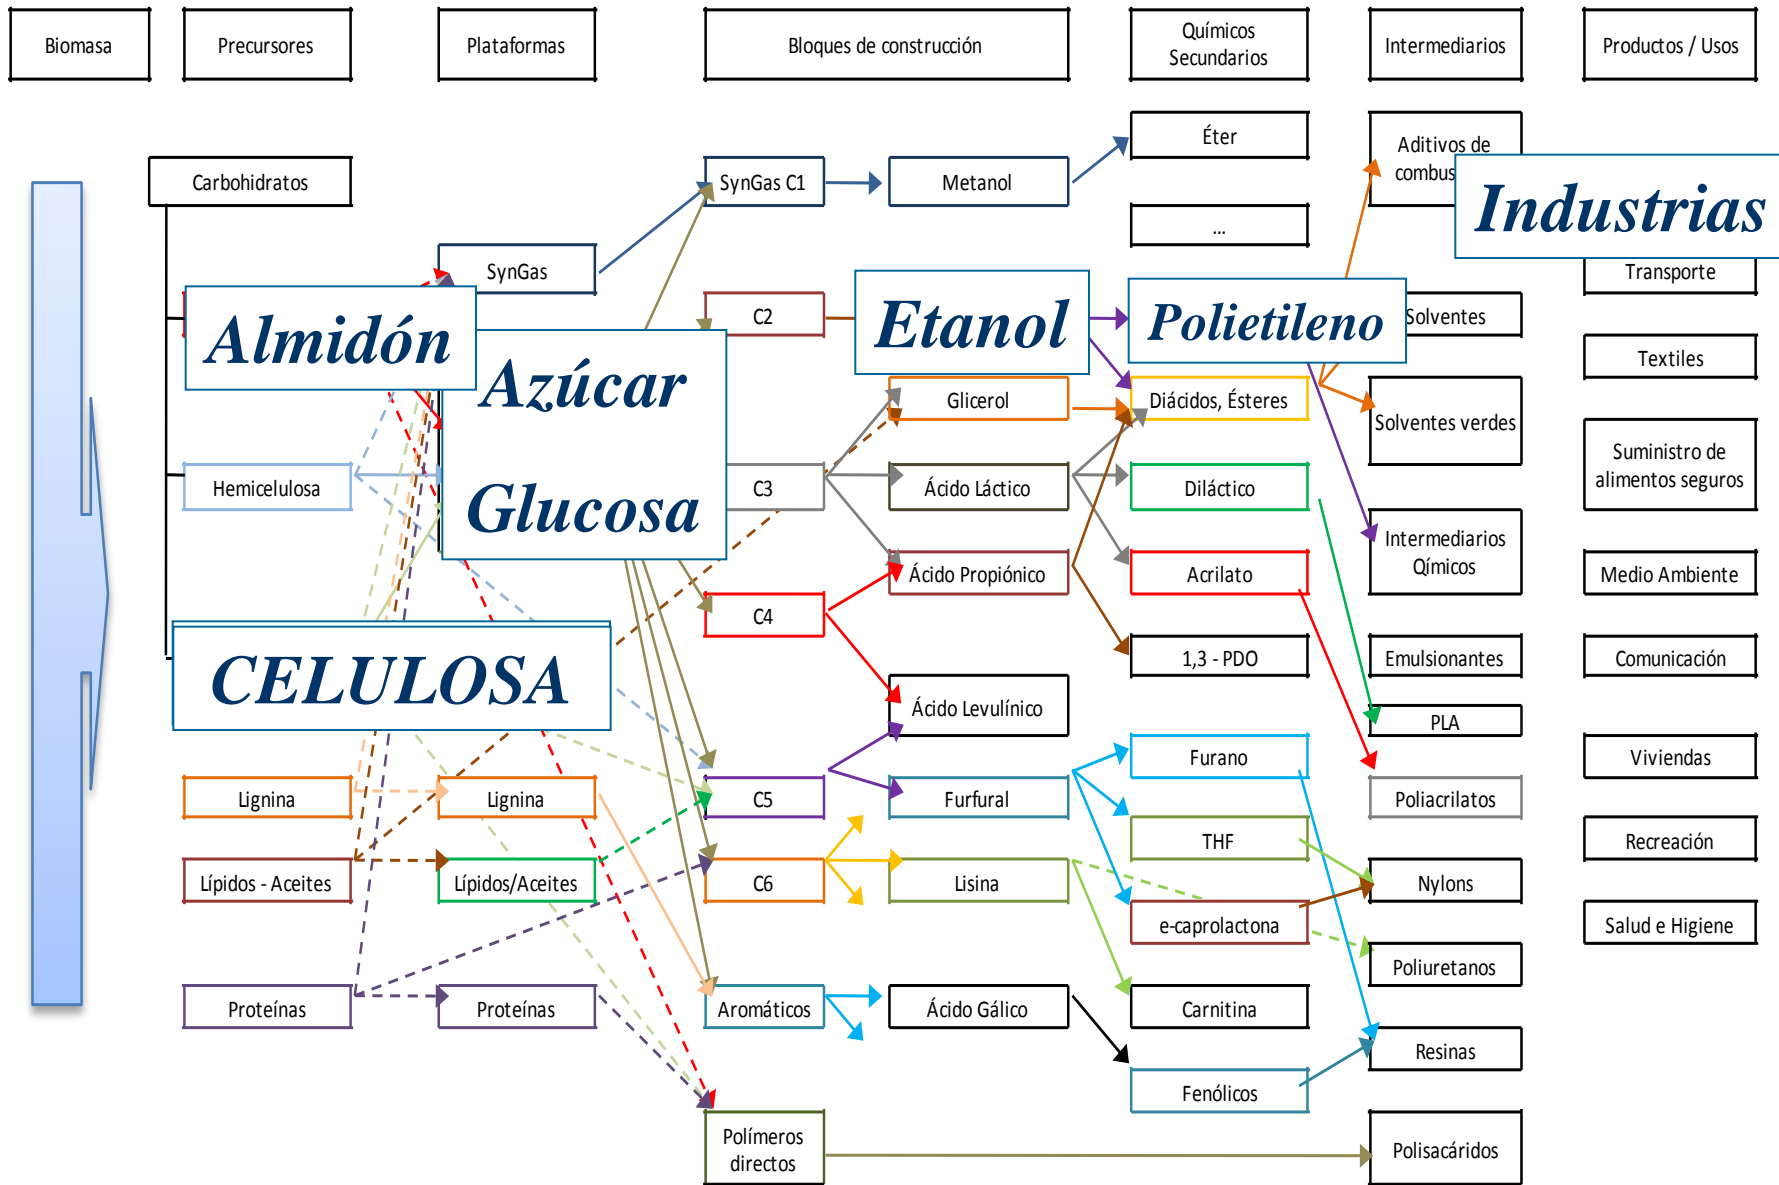 Biomasa
Precursores
Plataformas
Bloques de construcción
Químicos
Secundarios
Intermediarios
Productos / Usos
Carbohidratos
SynGas C1
Metanol
Éter
Aditivos de
...
Industrias
SynGas
Transporte
Almidón
C2
Etanol
Polietileno
Solventes
Azúcar
Glucosa
Textiles
Glicerol
Diácidos, Ésteres
Solventes verdes
Hemicelulosa
C3
Ácido Láctico
Diláctico
Suministro de
alimentos seguros
Ácido Propiónico
Acrilato
Intermediarios
Qímicos
Medio Ambiente
C4
CELULOSA
1,3 - PDO
Emulsionantes
Comunicación
Ácido Levulínico
PLA
Furano
Viviendas
Lignina
Lignina
C5
Furfural
Poliacrilatos
THF
Recreación
Lípidos - Aceites
Lípidos/Aceites
C6
Lisina
Nylons
e-caprolactona
Salud e Higiene
Poliuretanos
Proteínas
Proteínas
Aromáticos
Ácido Gálico
Carnitina
Resinas
Fenólicos
Polímeros
directos
Polisacáridos